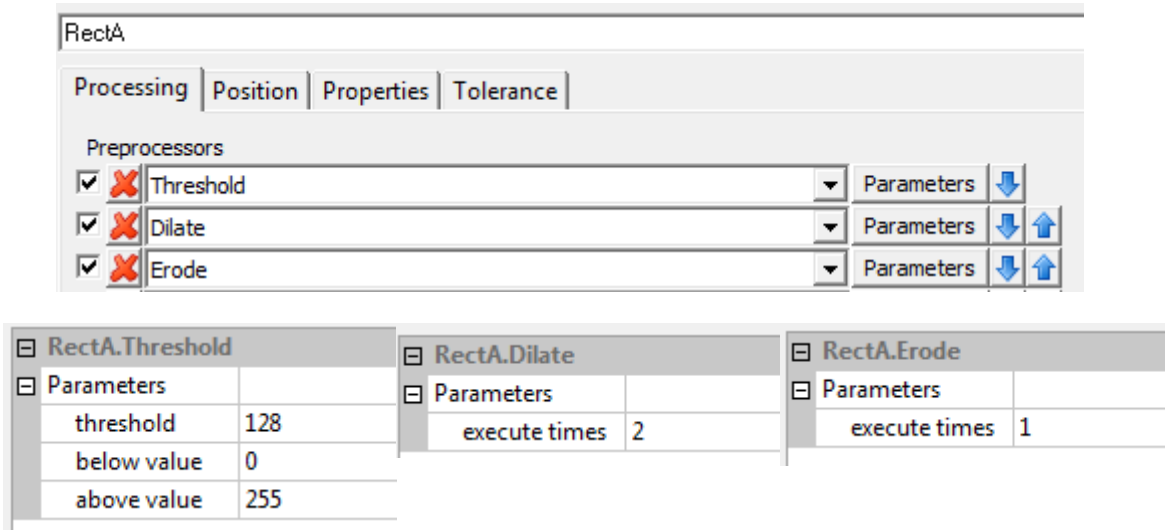 RectA
Processing Position Properties Tolerance
Preprocessors
Threshold Parameters
Dilate Parameters
Erode Parameters
RectA.Threshold
Parameters
threshold 128
below value 0
above value 255
RectA.Dilate
Parameters
execute times 2
RectA.Erode
Parameters
execute times 1